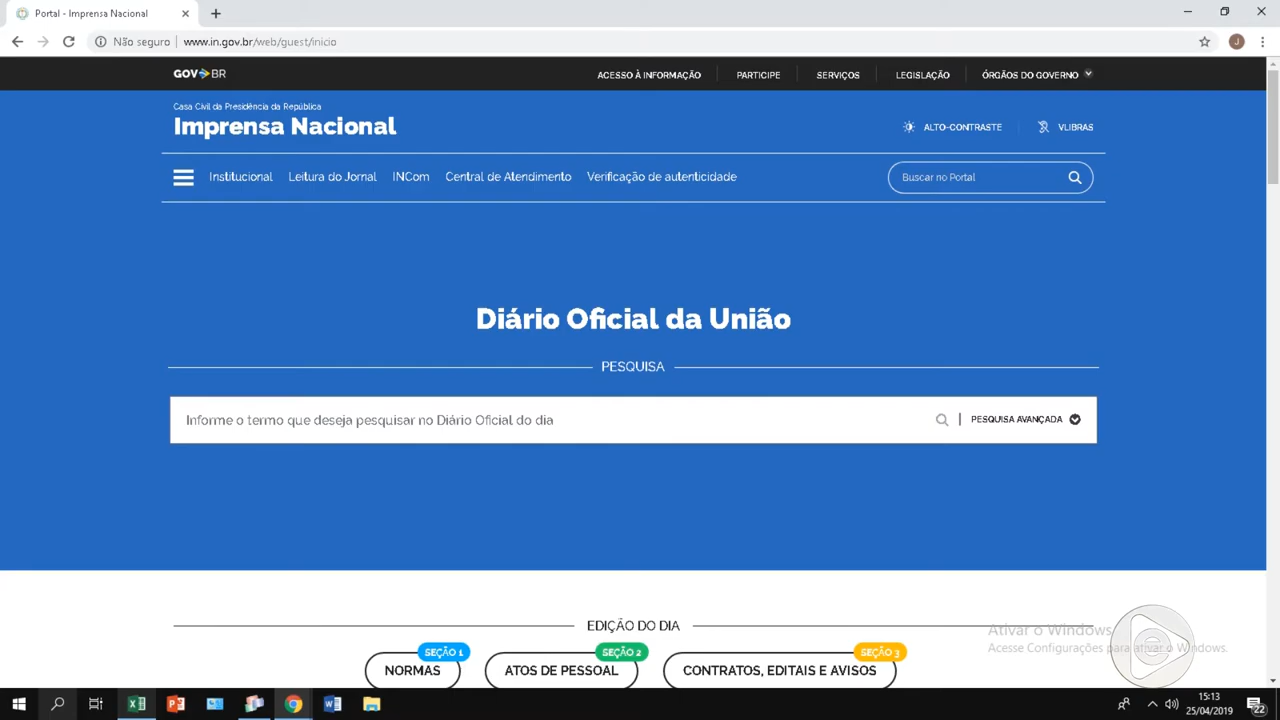 Portal - Imprensa Nacional
Não seguro | www.in.gov.br/web/guest/inicio
J
GOVBR
ACESSO À INFORMAÇÃO PARTICIPE SERVIÇOS LEGISLAÇÃO ÓRGÃOS DO GOVERNO
Casa Civil da Presidência da República
Imprensa Nacional
ALTO-CONTRASTE VLIBRAS
Institucional Leitura do Jornal INCom Central de Atendimento Verificação de autenticidade
Buscar no Portal
Diário Oficial da União
PESQUISA
Informe o termo que deseja pesquisar no Diário Oficial do dia
PESQUISA AVANÇADA
EDIÇÃO DO DIA
SEÇÃO 1 SEÇÃO 2 SEÇÃO 3
NORMAS ATOS DE PESSOAL CONTRATOS, EDITAIS E AVISOS
Ativar o Windows
Acesse Configurações para ativar o Windows.
15:13
25/04/2019
22